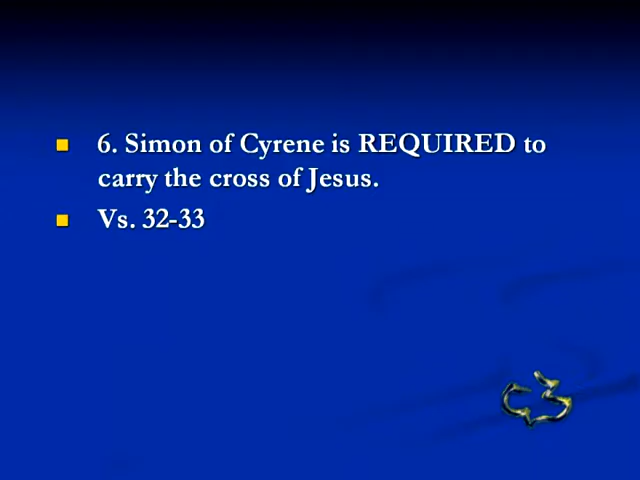 6. Simon of Cyrene is REQUIRED to
carry the cross of Jesus.
Vs. 32-33